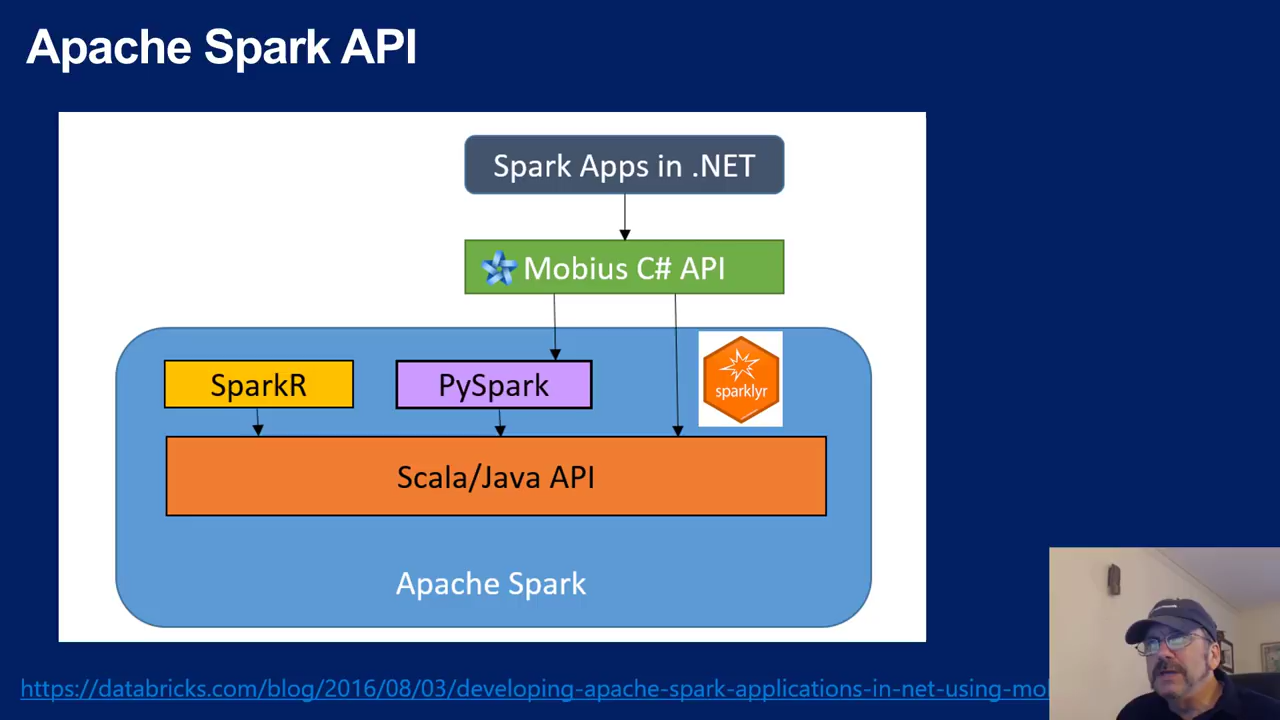 Apache Spark API
Spark Apps in .NET
Mobius C# API
sparklyr
SparkR
PySpark
Scala/Java API
Apache Spark
https://databricks.com/blog/2016/08/03/developing-apache-spark-applications-in-net-using-mo